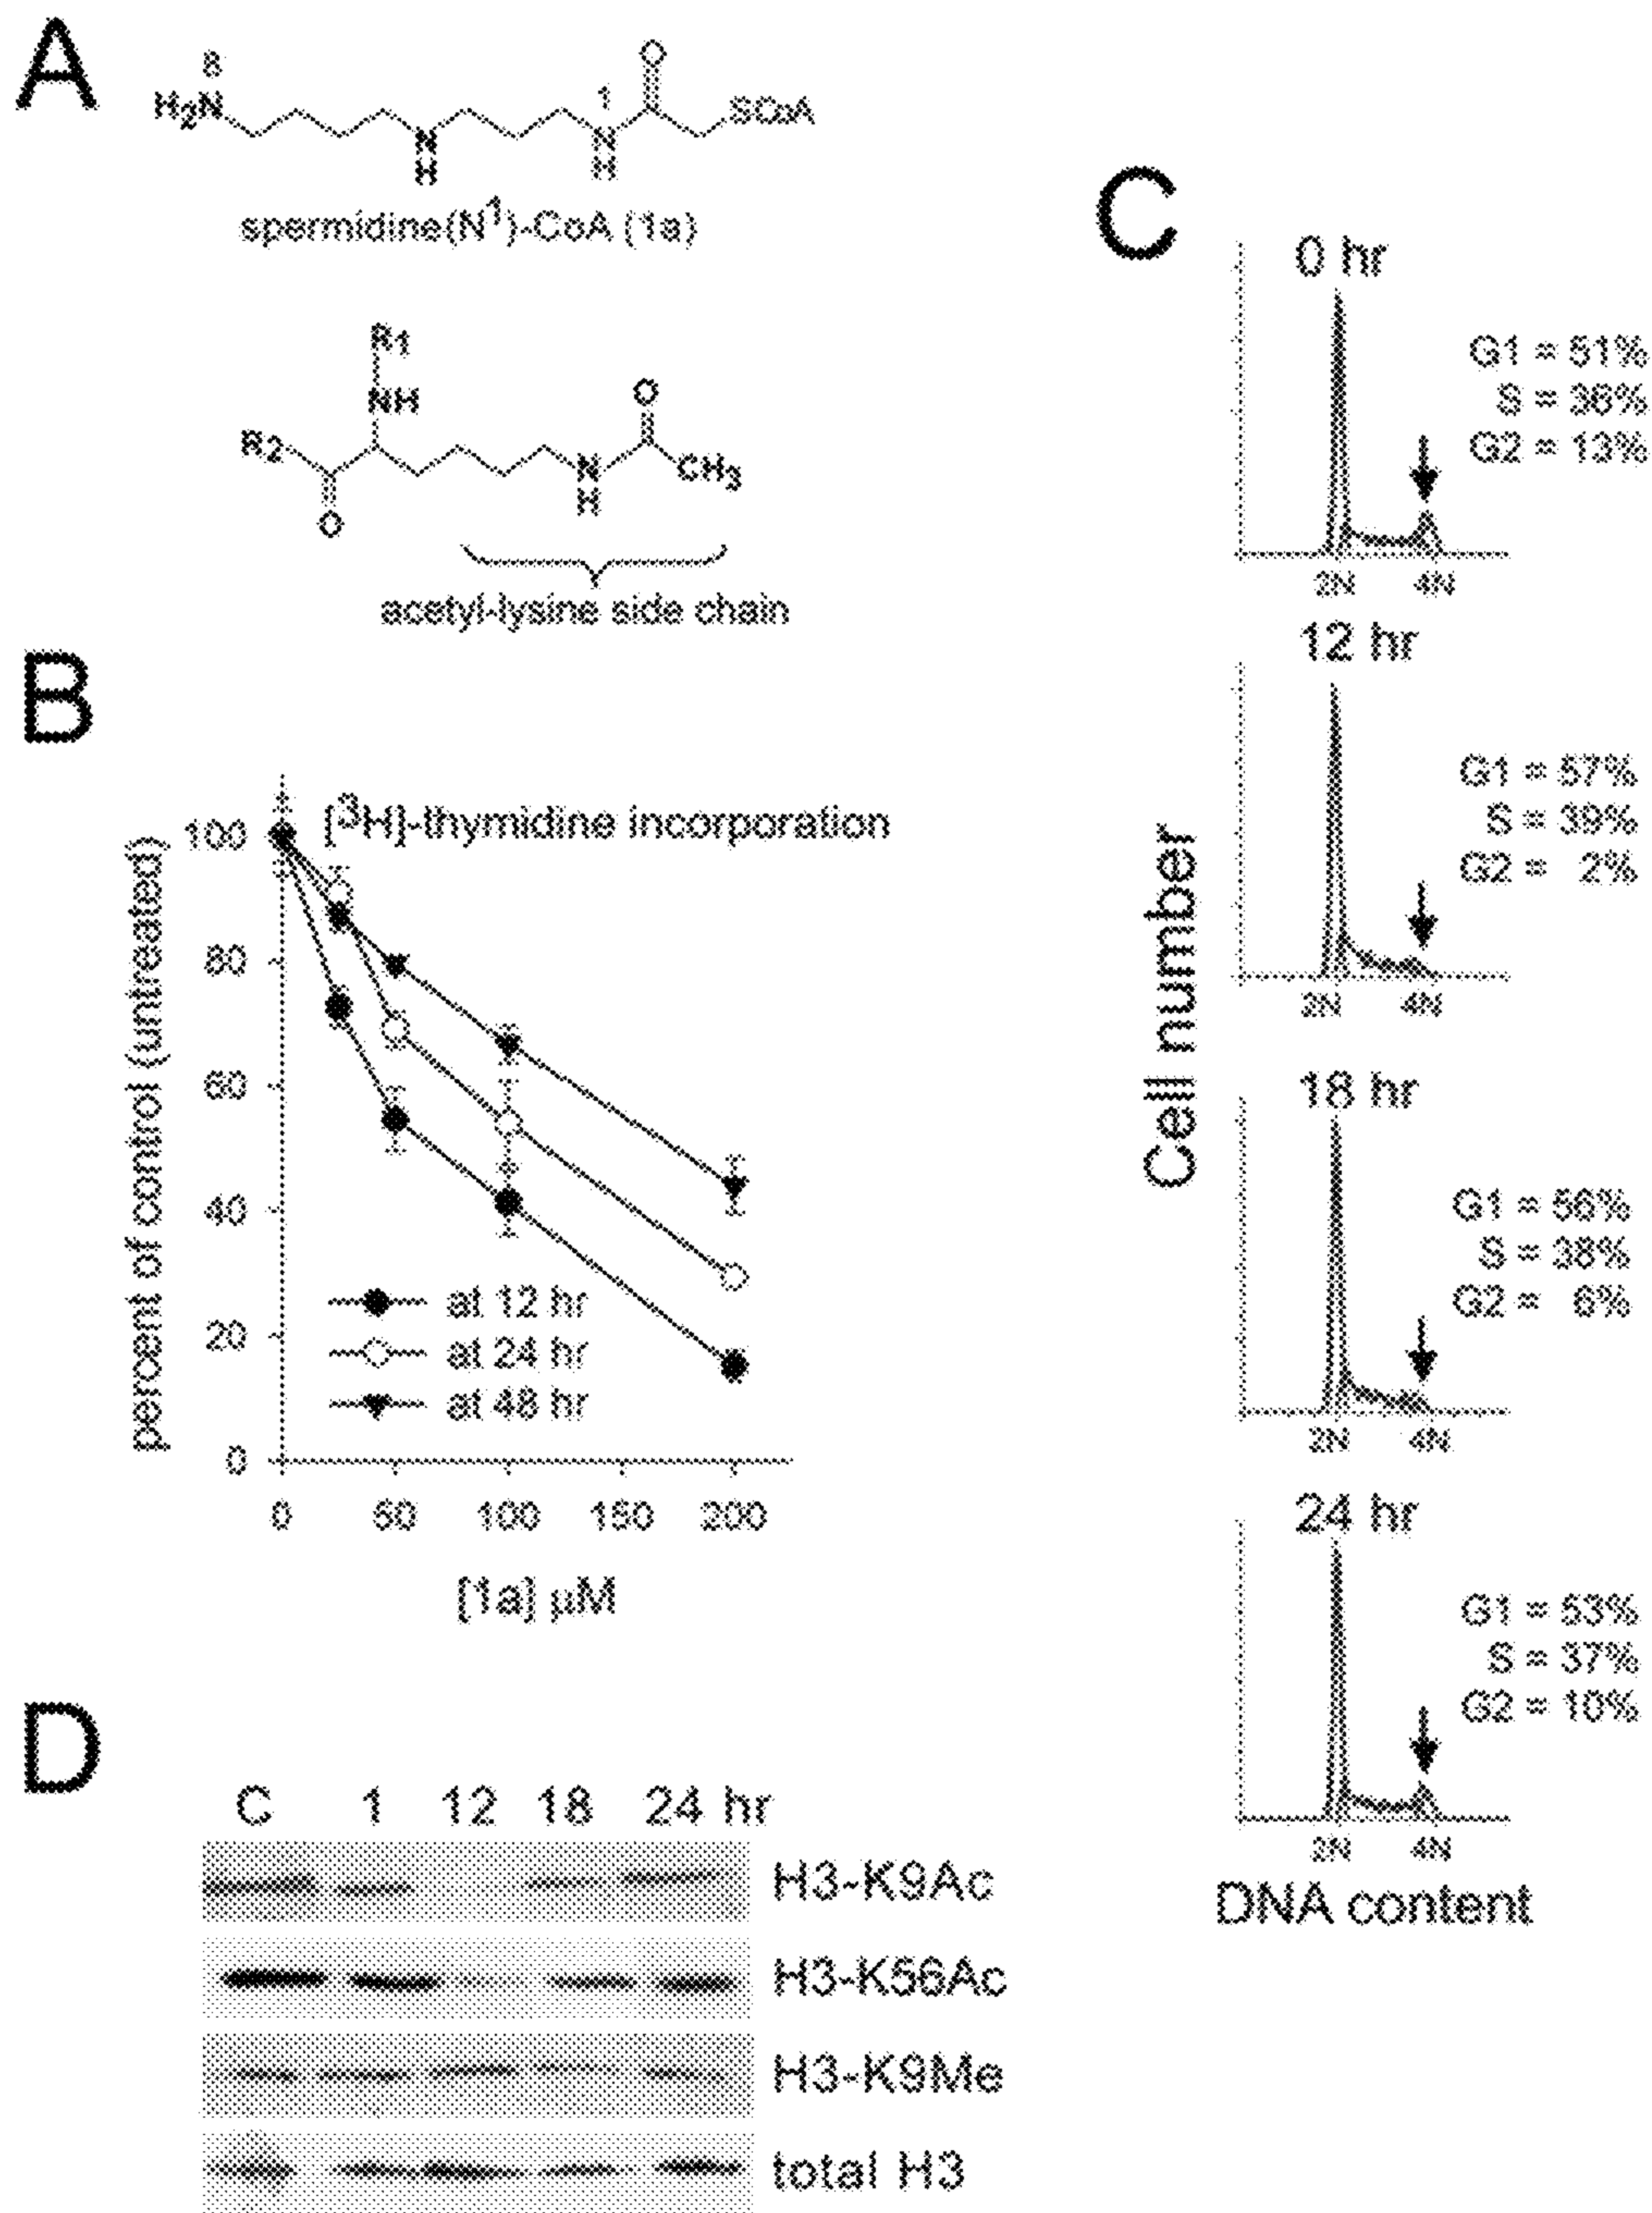 A
8
H2N
N
H
1
N
H
O
SCoA
spermidine(N1)-CoA (1a)
R1
NH
R2
O
N
H
O
CH3
acetyl-lysine side chain
B
[3H]-thymidine incorporation
percent of control (untreated)
100
80
60
40
20
0
at 12 hr
at 24 hr
at 48 hr
0 50 100 150 200
[1a] µM
C
Cell number
0 hr
G1 = 51%
S = 36%
G2 = 13%
2N 4N
12 hr
G1 = 57%
S = 39%
G2 = 2%
2N 4N
18 hr
G1 = 56%
S = 38%
G2 = 6%
2N 4N
24 hr
G1 = 53%
S = 37%
G2 = 10%
2N 4N
DNA content
D
C 1 12 18 24 hr
H3-K9Ac
H3-K56Ac
H3-K9Me
total H3